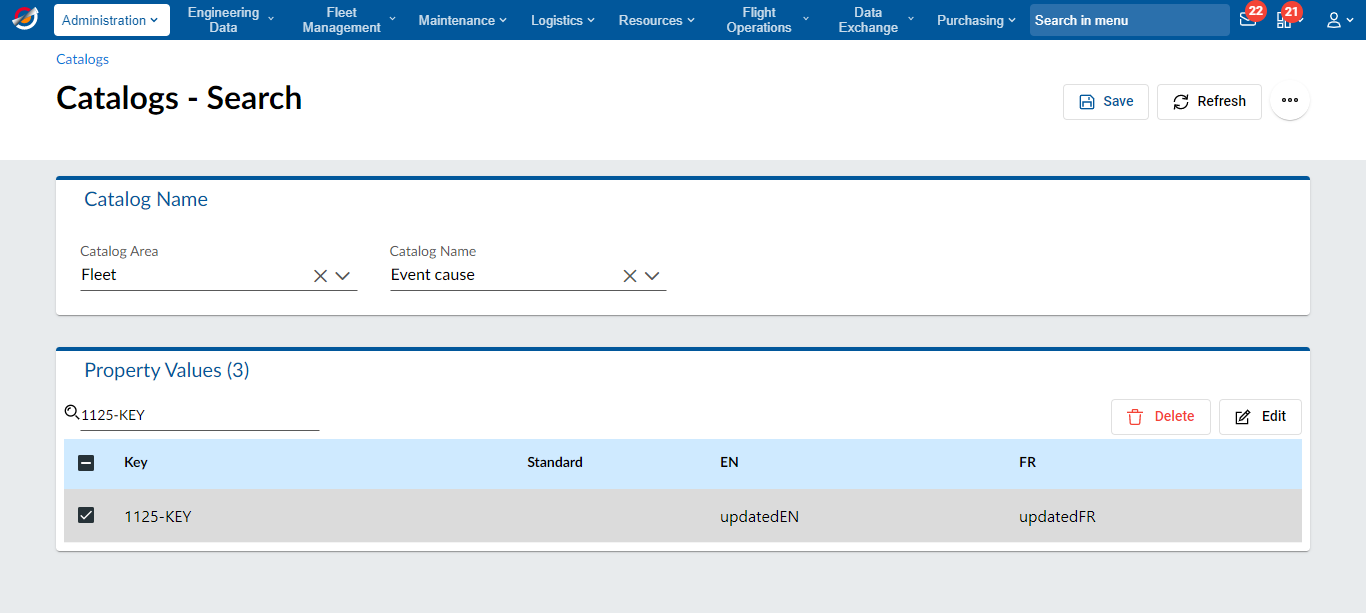 Administration
Engineering
Data
Fleet
Management
Maintenance
Logistics
Resources
Flight
Operations
Data
Exchange
Purchasing
Search in menu
22
21
Catalogs
Catalogs - Search
Save
Refresh
Catalog Name
Catalog Area
Catalog Name
Fleet
Event cause
Property Values (3)
1125-KEY
Delete
Edit
Key Standard EN FR
1125-KEY updatedEN updatedFR